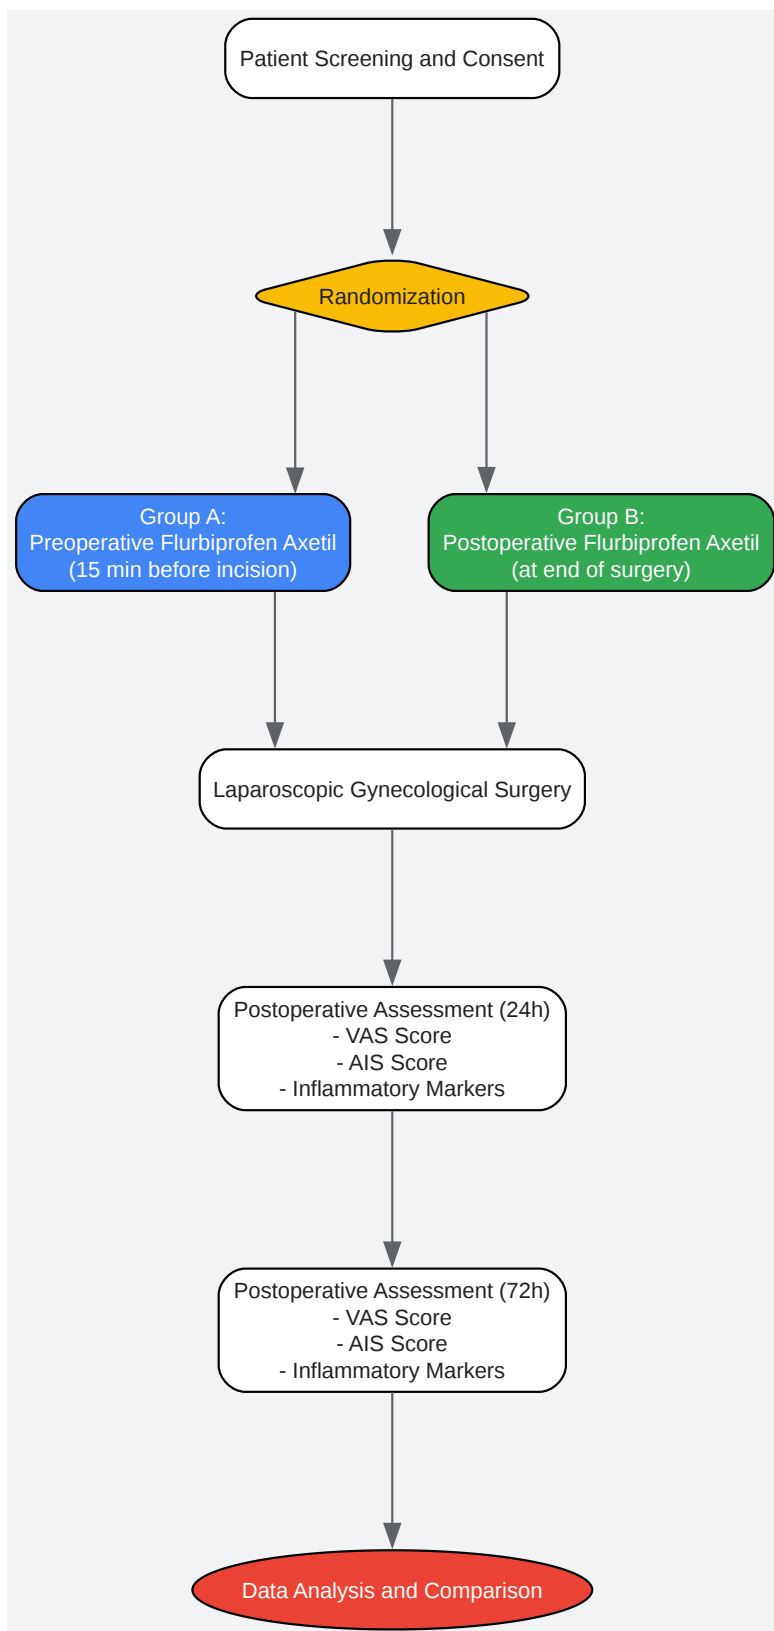 Patient Screening and Consent
Randomization
Group A:
Preoperative Flurbiprofen Axetil
(15 min before incision)
Group B:
Postoperative Flurbiprofen Axetil
(at end of surgery)
Laparoscopic Gynecological Surgery
Postoperative Assessment (24h)
- VAS Score
- AIS Score
- Inflammatory Markers
Postoperative Assessment (72h)
- VAS Score
- AIS Score
- Inflammatory Markers
Data Analysis and Comparison